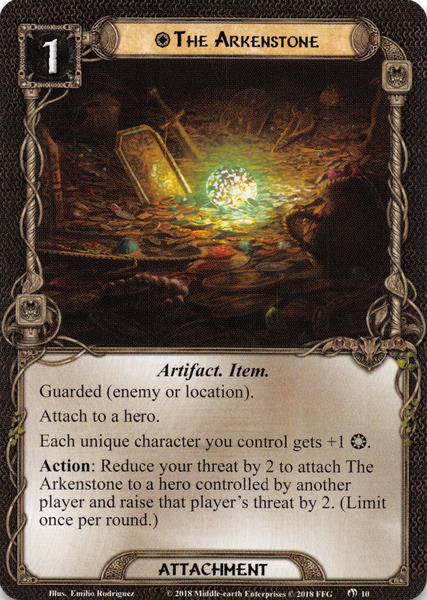 1
The Arkenstone
Artifact. Item.
Guarded (enemy or location).
Attach to a hero.
Each unique character you control gets +1 .
Action: Reduce your threat by 2 to attach The
Arkenstone to a hero controlled by another
player and raise that player's threat by 2. (Limit
once per round.)
ATTACHMENT
Illus. Emilio Rodriguez © 2018 Middle-earth Enterprises © 2018 FFG 10